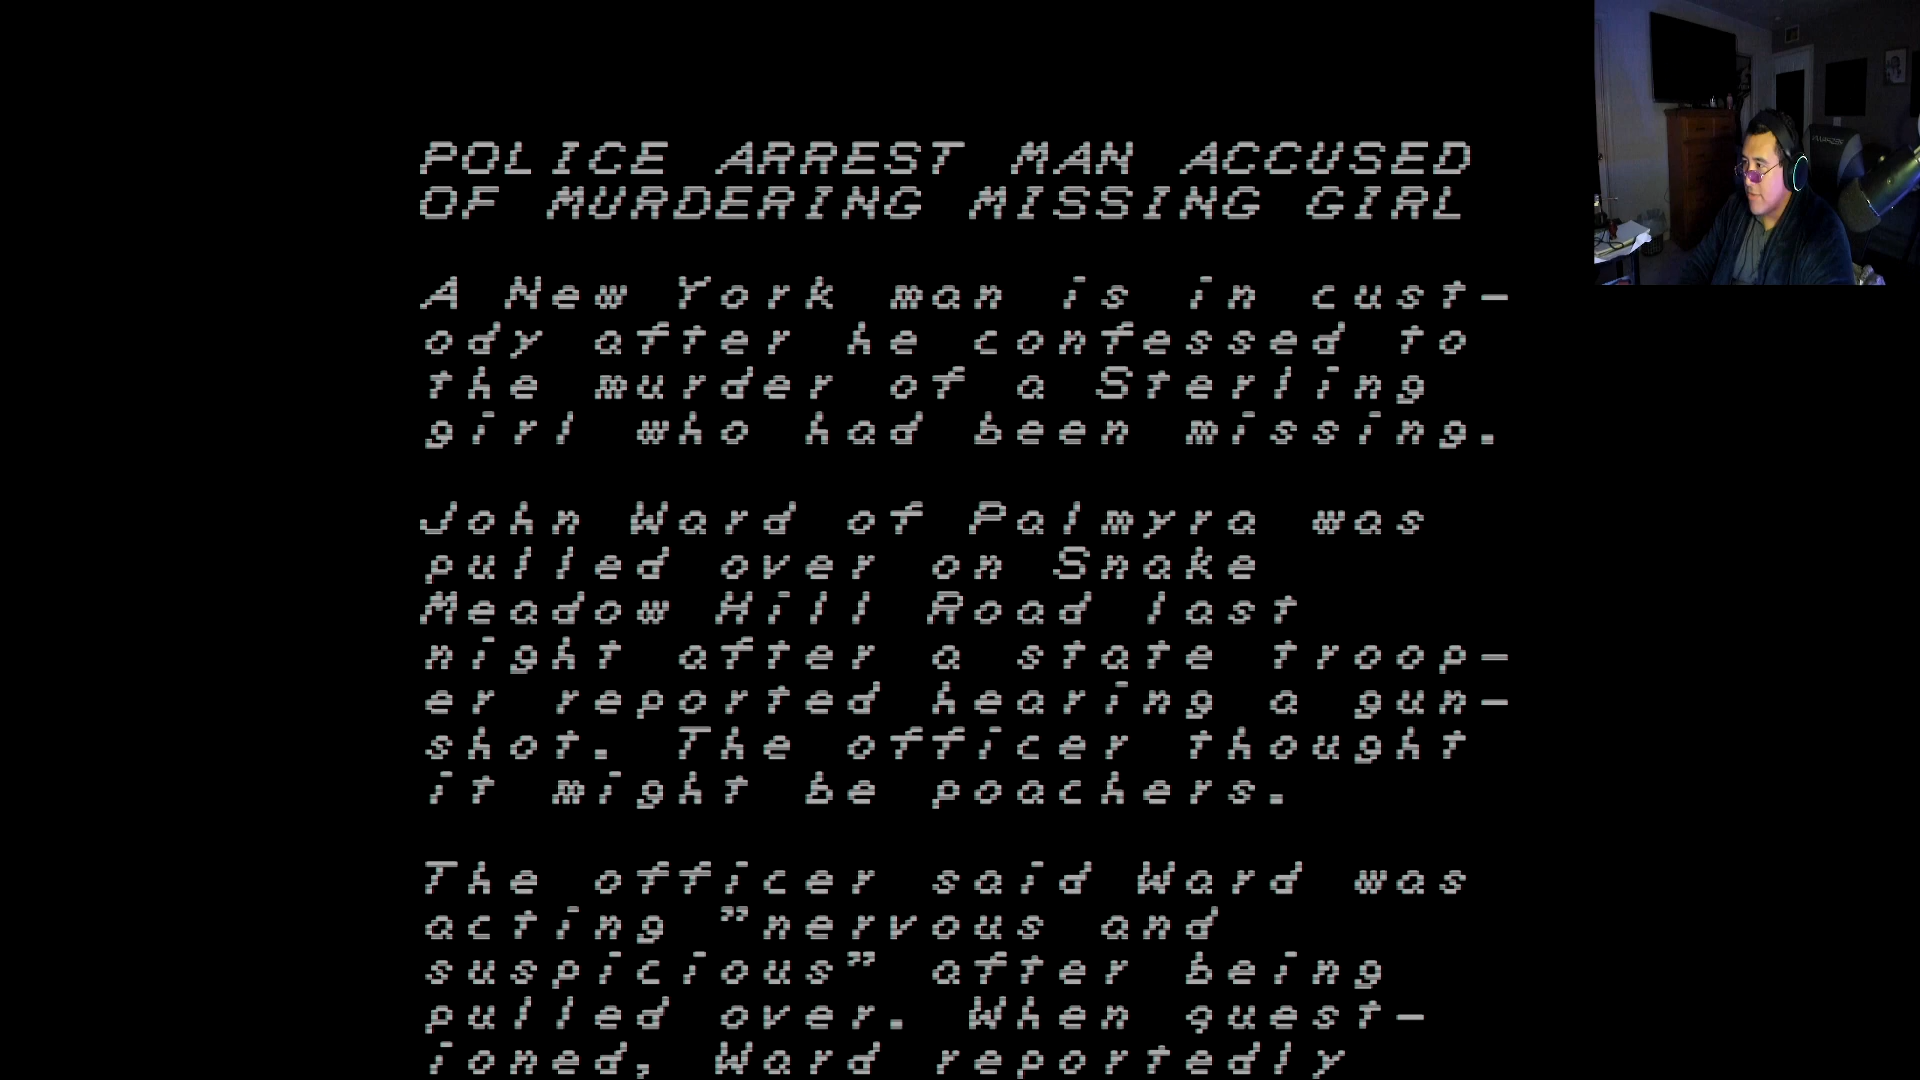 POLICE ARREST MAN ACCUSED
OF MURDERING MISSING GIRL
A New York man is in cust-
ody after he confessed to
the murder of a Sterling
girl who had been missing.
John Ward of Palmyra was
pulled over on Snake
Meadow Hill Road last
night after a state troop-
er reported hearing a gun-
shot. The officer thought
it might be poachers.
The officer said Ward was
acting "nervous and
suspicious" after being
pulled over. When quest-
ioned, Ward reportedly